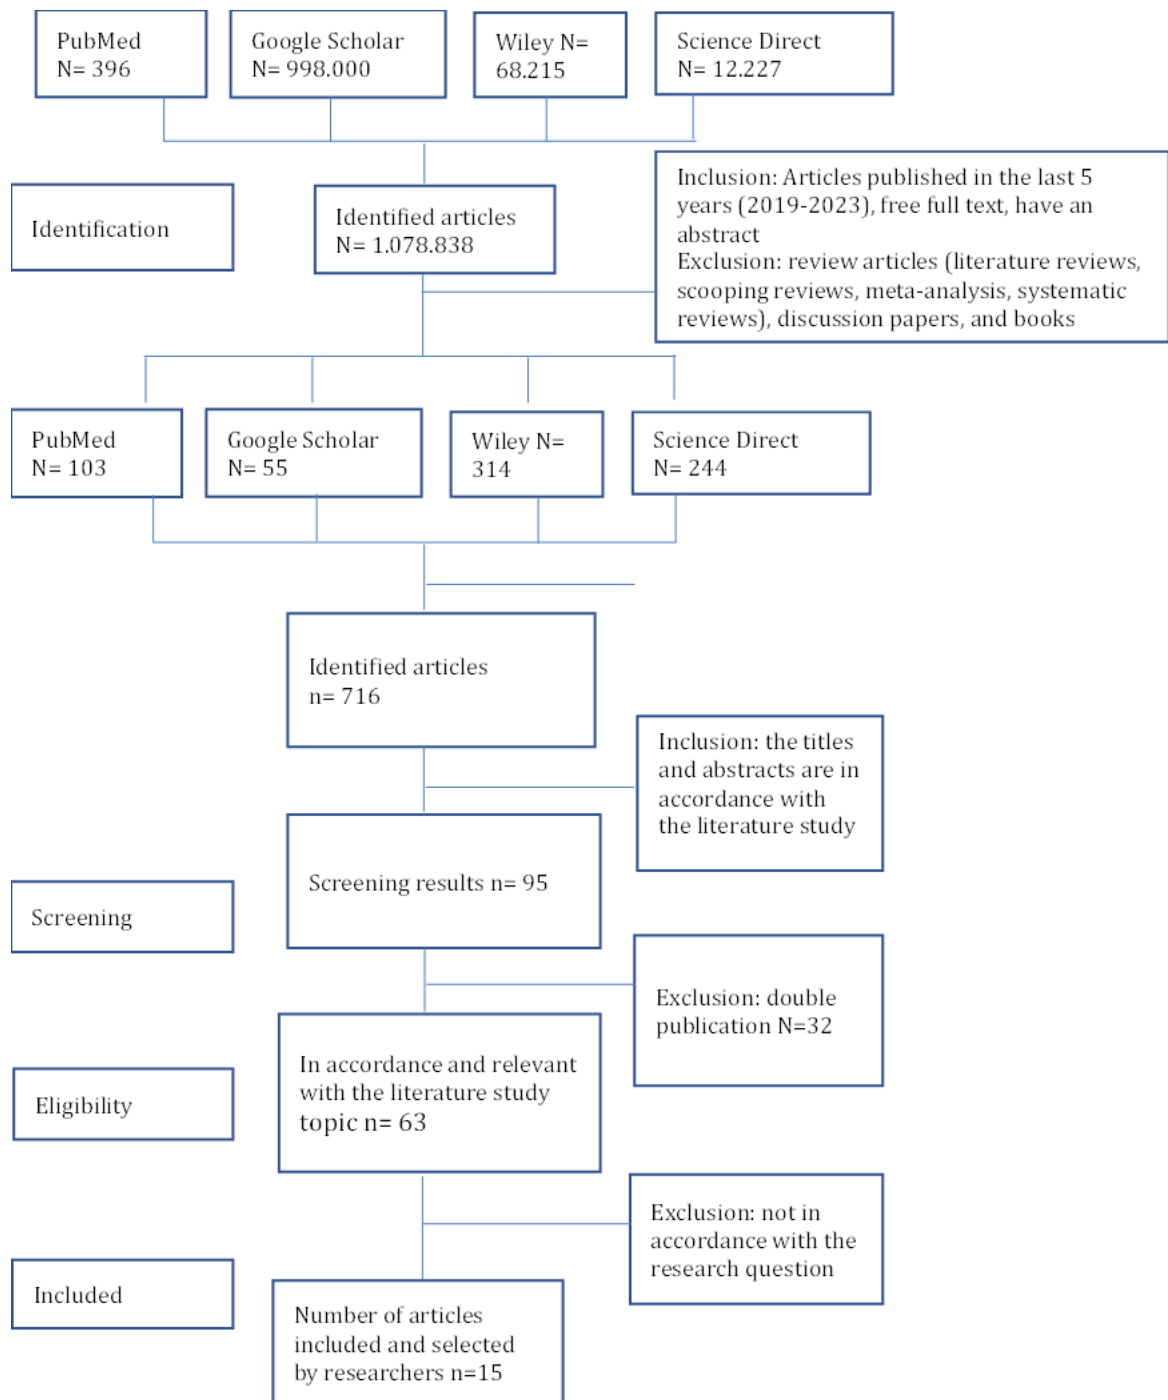 PubMed
N= 396
Google Scholar
N= 998.000
Wiley N=
68.215
Science Direct
N= 12.227
Inclusion: Articles published in the last 5
years (2019-2023), free full text, have an
abstract
Exclusion: review articles (literature reviews,
scooping reviews, meta-analysis, systematic
reviews), discussion papers, and books
Identification
Identified articles
N= 1.078.838
PubMed
N= 103
Google Scholar
N= 55
Wiley N=
314
Science Direct
N= 244
Identified articles
n= 716
Inclusion: the titles
and abstracts are in
accordance with
the literature study
Screening
Screening results n= 95
Exclusion: double
publication N=32
Eligibility
In accordance and relevant
with the literature study
topic n= 63
Exclusion: not in
accordance with the
research question
Included
Number of articles
included and selected
by researchers n=15